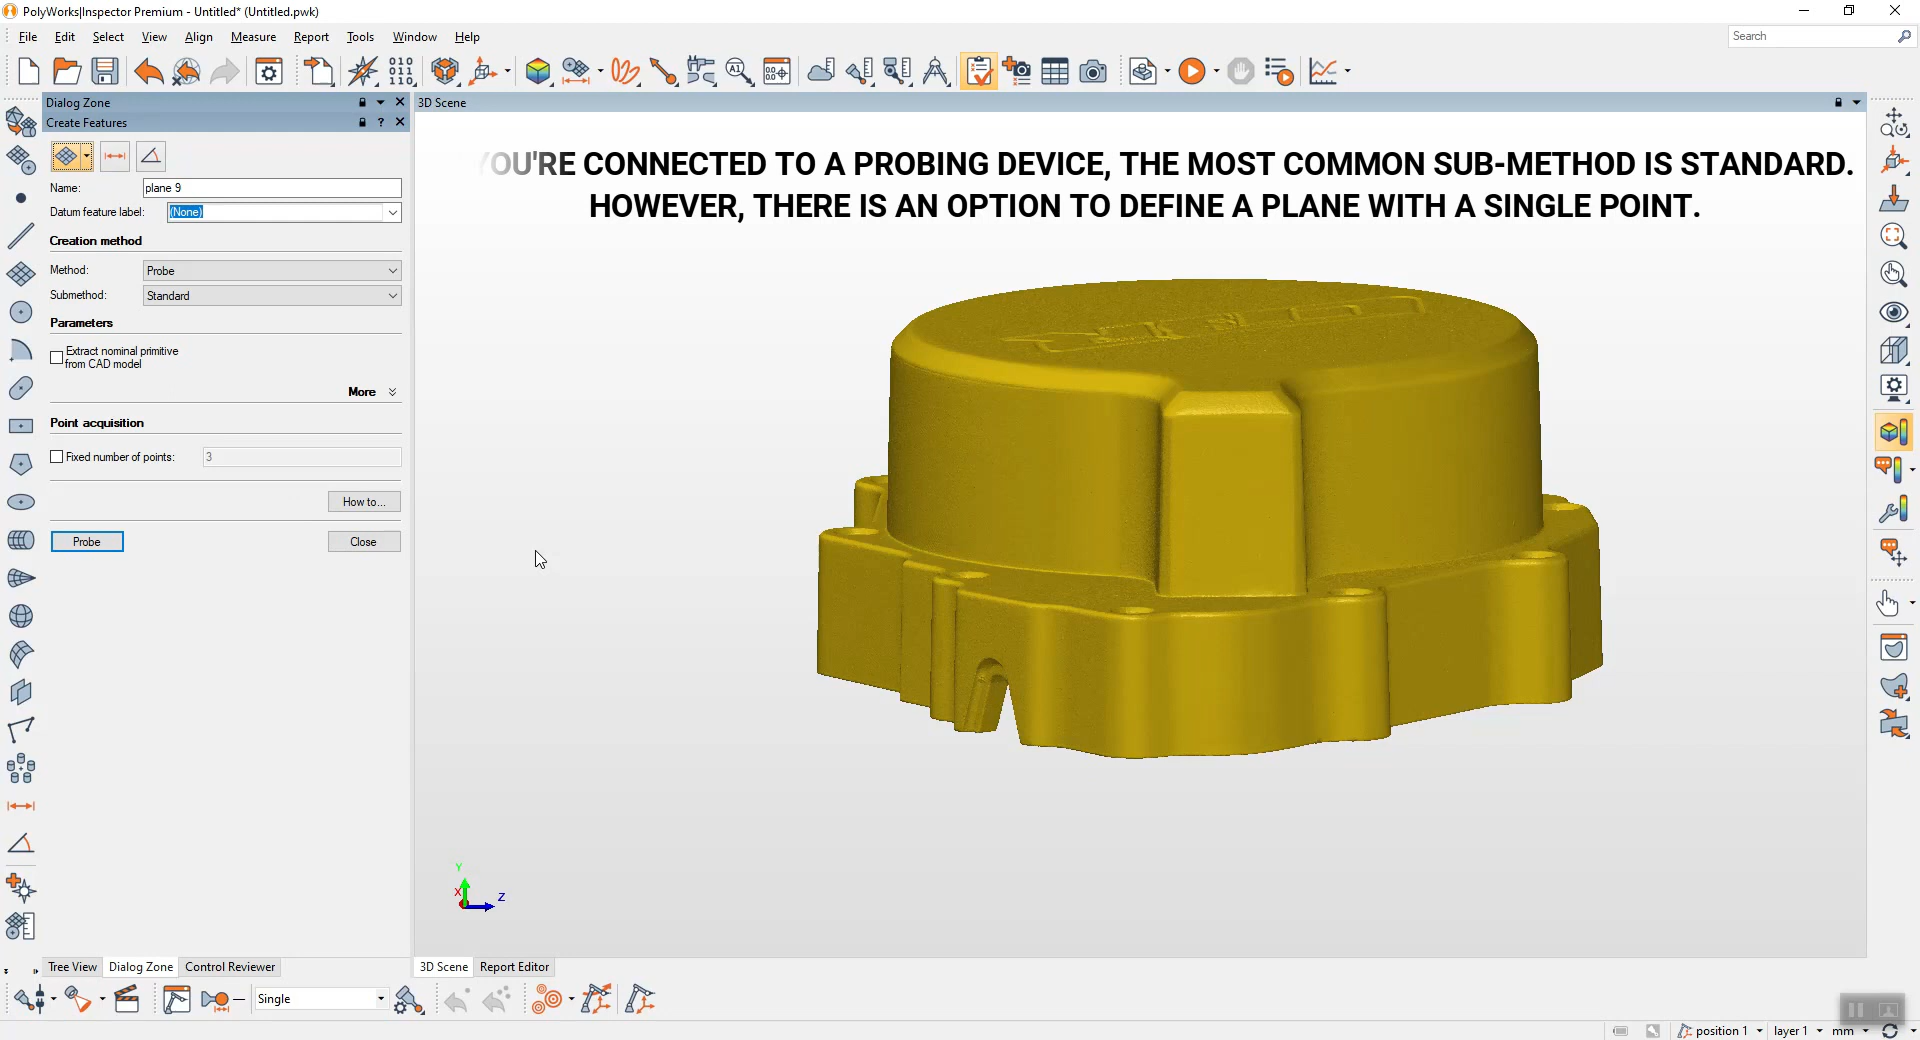 PolyWorks|Inspector Premium - Untitled* (Untitled.pwk)
File Edit Select View Align Measure Report Tools Window Help
Search
Dialog Zone
3D Scene
Create Features
Name: plane 9
Datum feature label: (None)
Creation method
Method: Probe
Submethod: Standard
Parameters
Extract nominal primitive
from CAD model
More
Point acquisition
Fixed number of points: 3
How to...
Probe
Close
YOU'RE CONNECTED TO A PROBING DEVICE, THE MOST COMMON SUB-METHOD IS STANDARD.
HOWEVER, THERE IS AN OPTION TO DEFINE A PLANE WITH A SINGLE POINT.
Y
X
Z
Tree View Dialog Zone Control Reviewer
3D Scene Report Editor
Single
position 1 layer 1 mm